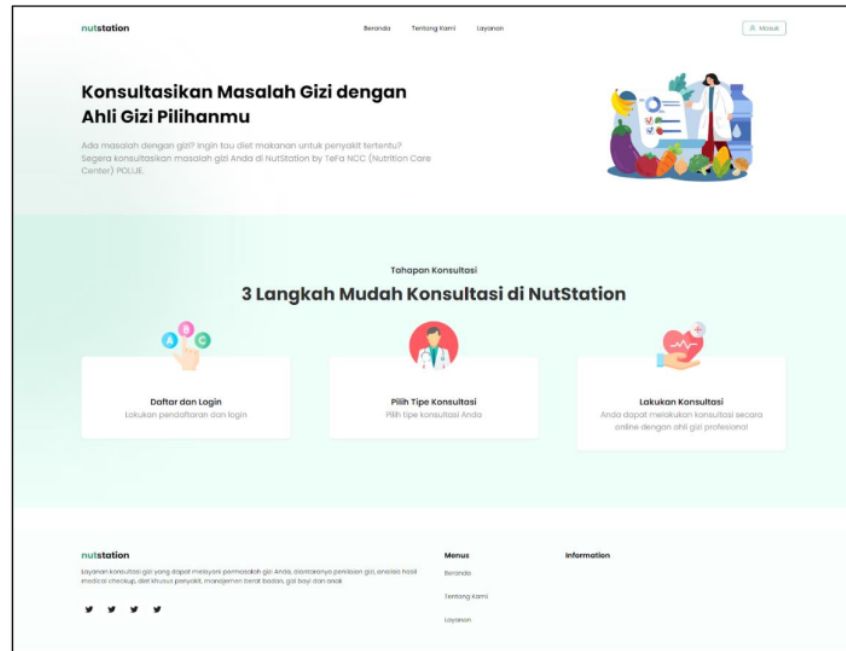 nutstation
Beranda Tentang Kami Layanan
Masuk
Konsultasikan Masalah Gizi dengan
Ahli Gizi Pilihanmu
Ada masalah dengan gizi? Ingin tau diet makanan untuk penyakit tertentu?
Segera konsultasikan masalah gizi Anda di NutStation by TeFa NCC (Nutrition Care
Center) POLIJE.
Tahapan Konsultasi
3 Langkah Mudah Konsultasi di NutStation
A B C
Daftar dan Login
Lakukan pendaftaran dan login
Pilih Tipe Konsultasi
Pilih tipe konsultasi Anda
Lakukan Konsultasi
Anda dapat melakukan konsultasi secara
online dengan ahli gizi profesional
nutstation
Layanan konsultasi gizi yang dapat melayani permasalah gizi Anda, diantaranya penilaian gizi, analisis hasil
medical checkup, diet khusus penyakit, manajemen berat badan, gizi bayi dan anak
Menus
Beranda
Tentang Kami
Layanan
Information